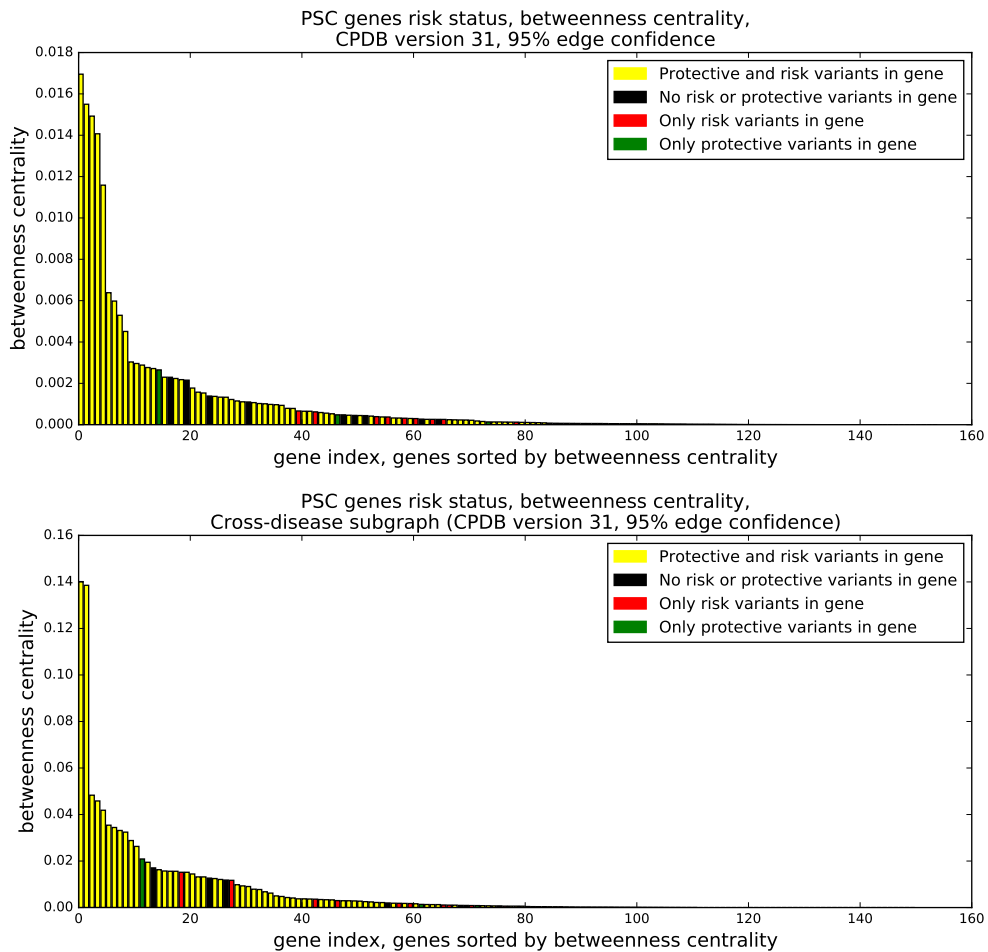 PSC genes risk status, betweenness centrality,
CPDB version 31, 95% edge confidence
0.018
0.016
0.014
0.012
0.010
0.008
0.006
0.004
0.002
0.000
betweenness centrality
Protective and risk variants in gene
No risk or protective variants in gene
Only risk variants in gene
Only protective variants in gene
0 20 40 60 80 100 120 140 160
gene index, genes sorted by betweenness centrality
PSC genes risk status, betweenness centrality,
Cross-disease subgraph (CPDB version 31, 95% edge confidence)
0.16
0.14
0.12
0.10
0.08
0.06
0.04
0.02
0.00
betweenness centrality
Protective and risk variants in gene
No risk or protective variants in gene
Only risk variants in gene
Only protective variants in gene
0 20 40 60 80 100 120 140 160
gene index, genes sorted by betweenness centrality